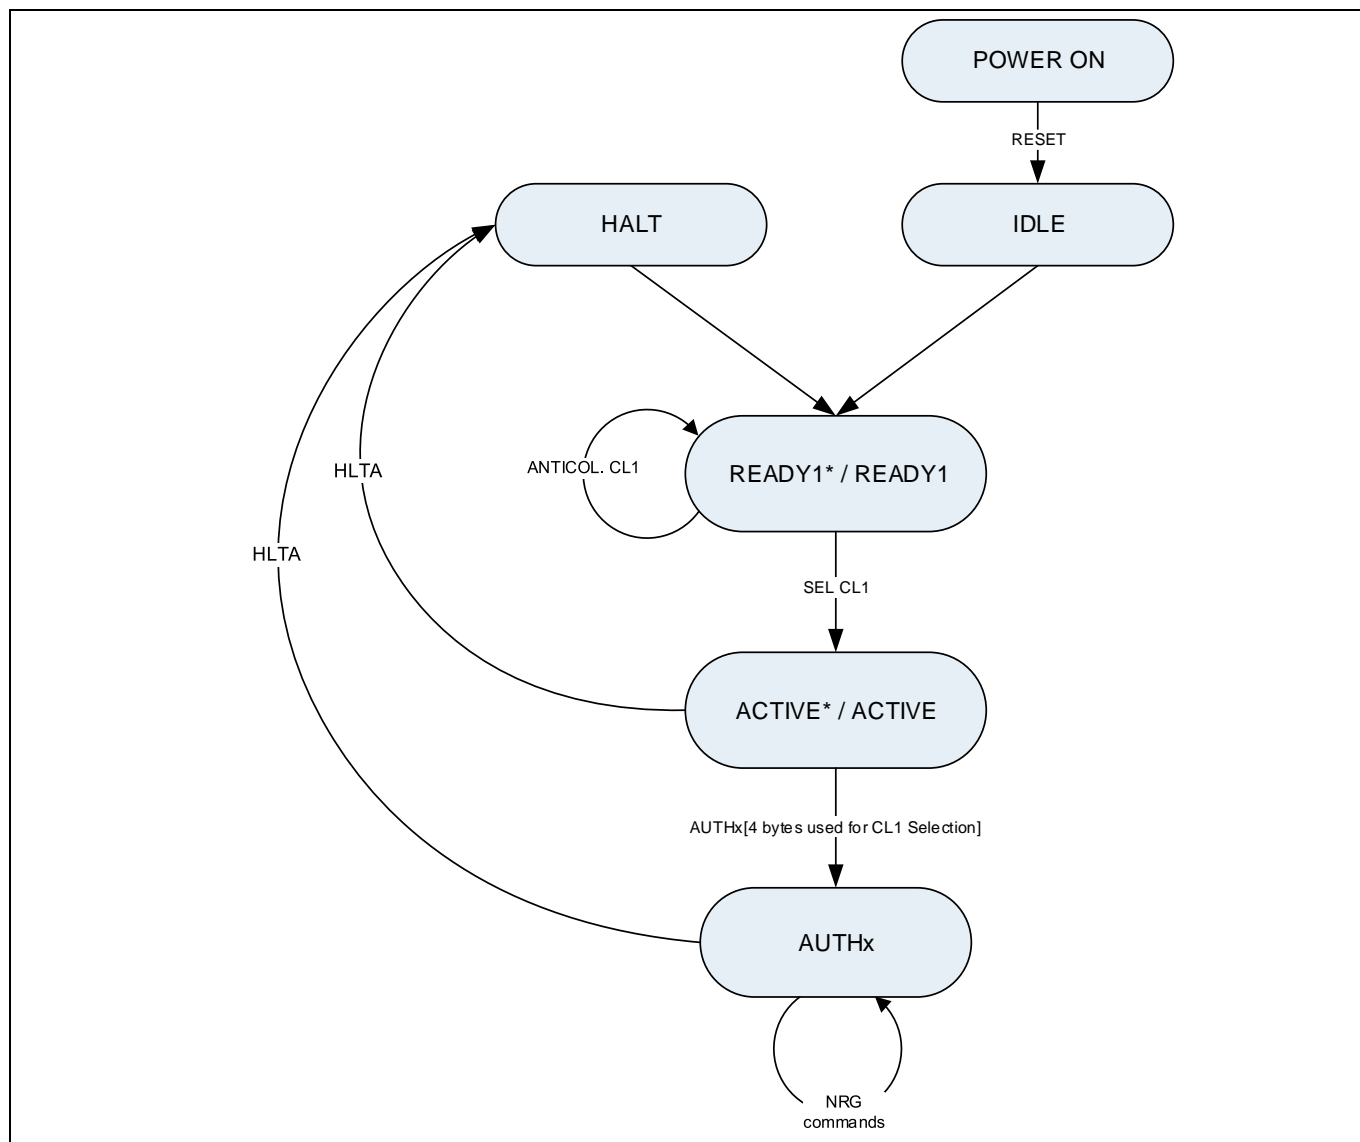 POWER ON
RESET
HALT
IDLE
ANTICOL. CL1
READY1* / READY1
HLTA
HLTA
SEL CL1
ACTIVE* / ACTIVE
AUTHx[4 bytes used for CL1 Selection]
AUTHx
NRG
commands